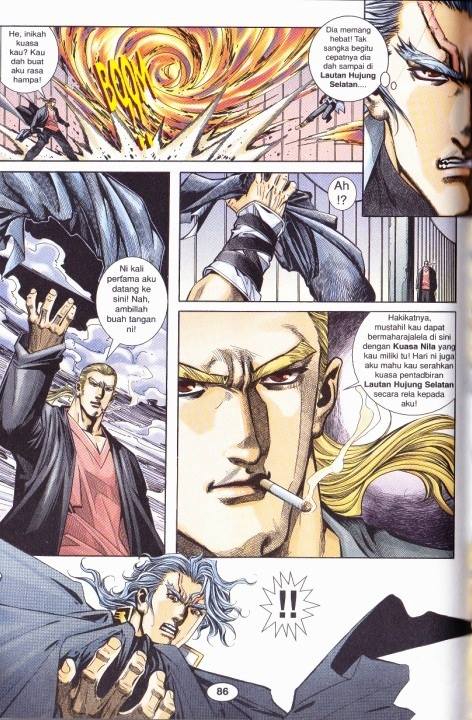 He, inikah
kuasa
kau? Kau
dah buat
aku rasa
hampa!
BOOM
BOOM
Dia memang
hebat! Tak
sangka begitu
cepatnya dia
dah sampai di
Lautan Hujung
Selatan....
Ah
!?
Ni kali
pertama aku
datang ke
sini! Nah,
ambillah
buah tangan
ni!
Hakikatnya,
mustahil kau dapat
bermaharajalela di sini
dengan Kuasa Nila yang
kau miliki tu! Hari ni juga
aku mahu kau serahkan
kuasa pentadbiran
Lautan Hujung Selatan
secara rela kepada
aku!
!!
86